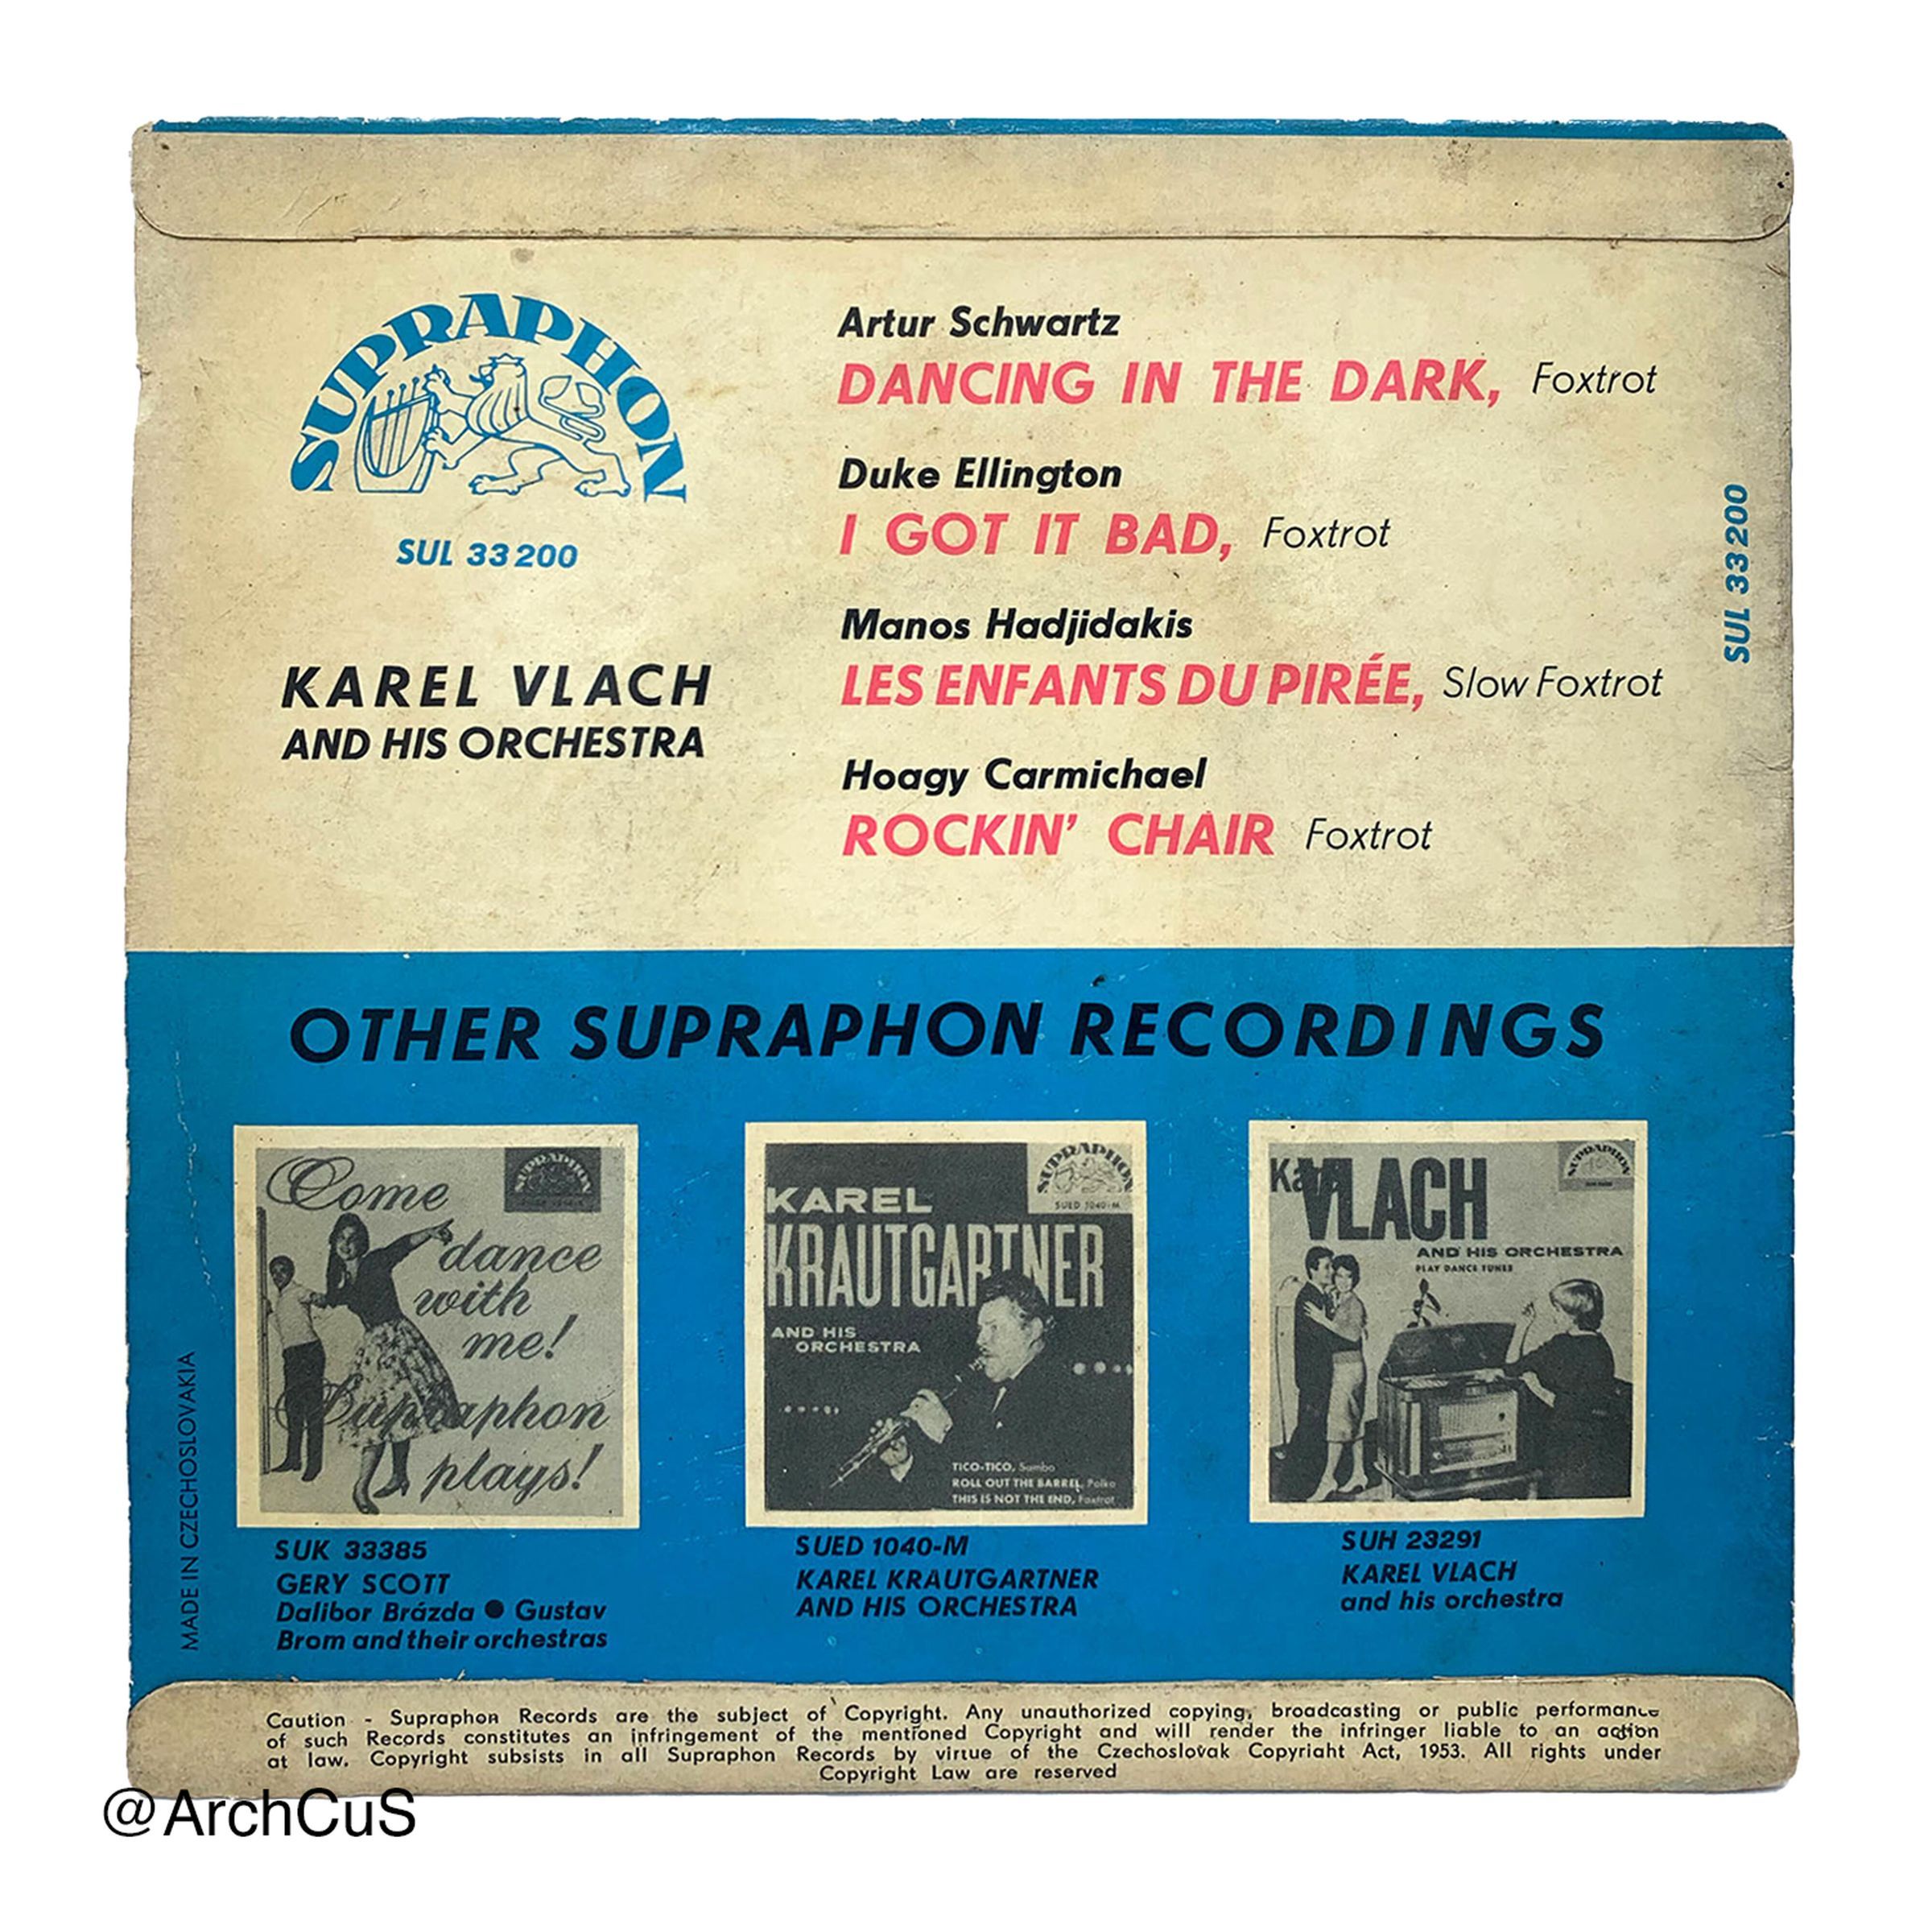 SUPRAPHON
SUL 33200
KAREL VLACH
AND HIS ORCHESTRA
Artur Schwartz
DANCING IN THE DARK, Foxtrot
Duke Ellington
I GOT IT BAD, Foxtrot
Manos Hadjidakis
LES ENFANTS DU PIRÉE, Slow Foxtrot
Hoagy Carmichael
ROCKIN' CHAIR Foxtrot
SUL 33200
OTHER SUPRAPHON RECORDINGS
SUPRAPHON
Come
dance
with
me!
Supraphon
plays!
SUK 33385
GERY SCOTT
Dalibor Brázda ● Gustav
Brom and their orchestras
SUPRAPHON
SUED 1040-M
KAREL
KRAUTGARTNER
AND HIS
ORCHESTRA
TICO-TICO, Samba
ROLL OUT THE BARREL, Polka
THIS IS NOT THE END, Foxtrot
SUED 1040-M
KAREL KRAUTGARTNER
AND HIS ORCHESTRA
SUPRAPHON
Karel
VLACH
AND HIS ORCHESTRA
PLAY DANCE TUNES
SUH 23291
KAREL VLACH
and his orchestra
MADE IN CZECHOSLOVAKIA
Caution - Supraphon Records are the subject of Copyright. Any unauthorized copying, broadcasting or public performance
of such Records constitutes an infringement of the mentioned Copyright and will render the infringer liable to an action
at law. Copyright subsists in all Supraphon Records by virtue of the Czechoslovak Copyriaht Act, 1953. All rights under
Copyright Law are reserved
@ArchCuS